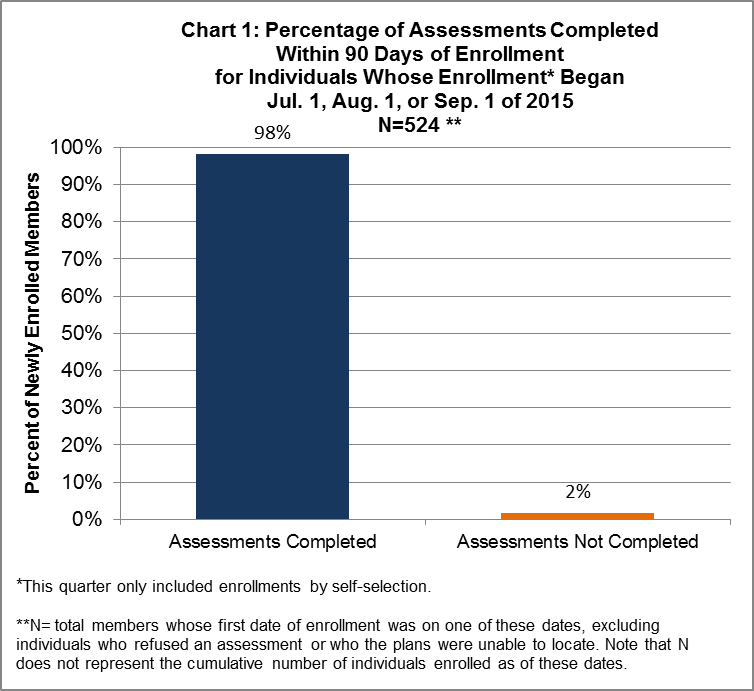 Chart 1: Percentage of Assessments Completed
Within 90 Days of Enrollment
for Individuals Whose Enrollment* Began
Jul. 1, Aug. 1, or Sep. 1 of 2015
N=524 **
98%
100%
90%
80%
70%
60%
50%
40%
30%
20%
10%
0%
2%
Percent of Newly Enrolled Members
Assessments Completed
Assessments Not Completed
*This quarter only included enrollments by self-selection.
**N= total members whose first date of enrollment was on one of these dates, excluding
individuals who refused an assessment or who the plans were unable to locate. Note that N
does not represent the cumulative number of individuals enrolled as of these dates.